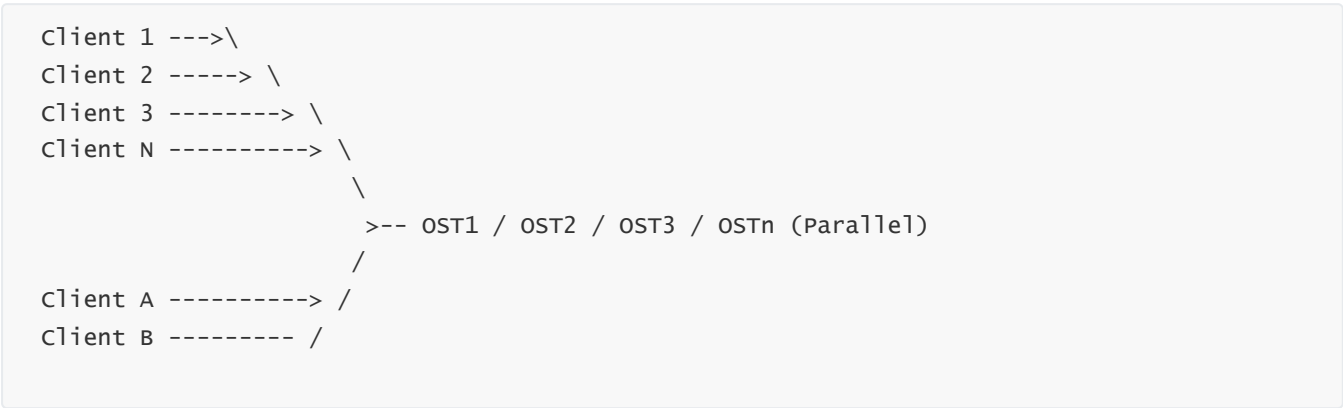 Client 1 --->\
Client 2 -----> \
Client 3 --------> \
Client N ----------> \
                      \
                       >-- OST1 / OST2 / OST3 / OSTn (Parallel)
                      /
Client A ----------> /
Client B --------- /